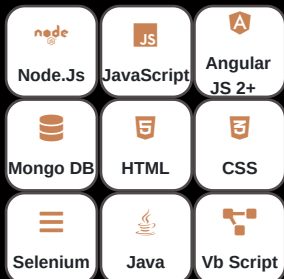 node
JS
Node.Js
JavaScript
Angular
JS 2+
Mongo DB
HTML
CSS
Selenium
Java
Vb Script